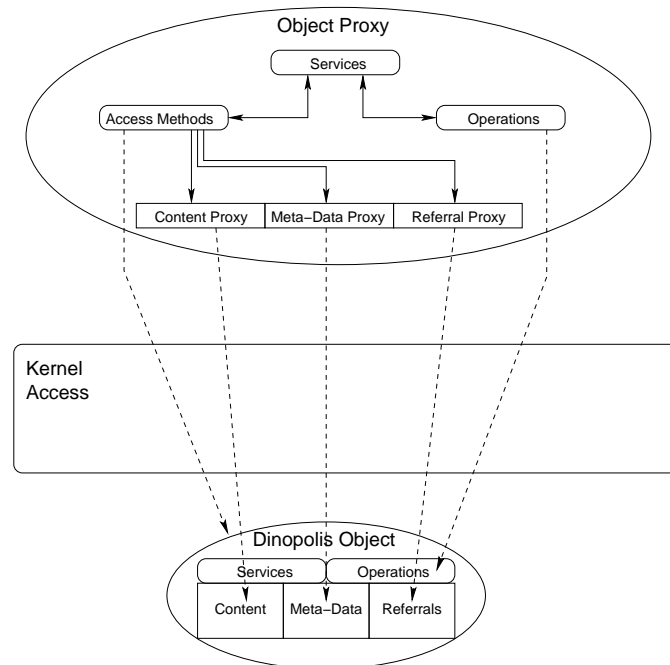 Object Proxy
Services
Access Methods
Operations
Content Proxy
Meta−Data Proxy
Referral Proxy
Kernel
Access
Dinopolis Object
Services
Operations
Content
Meta−Data
Referrals